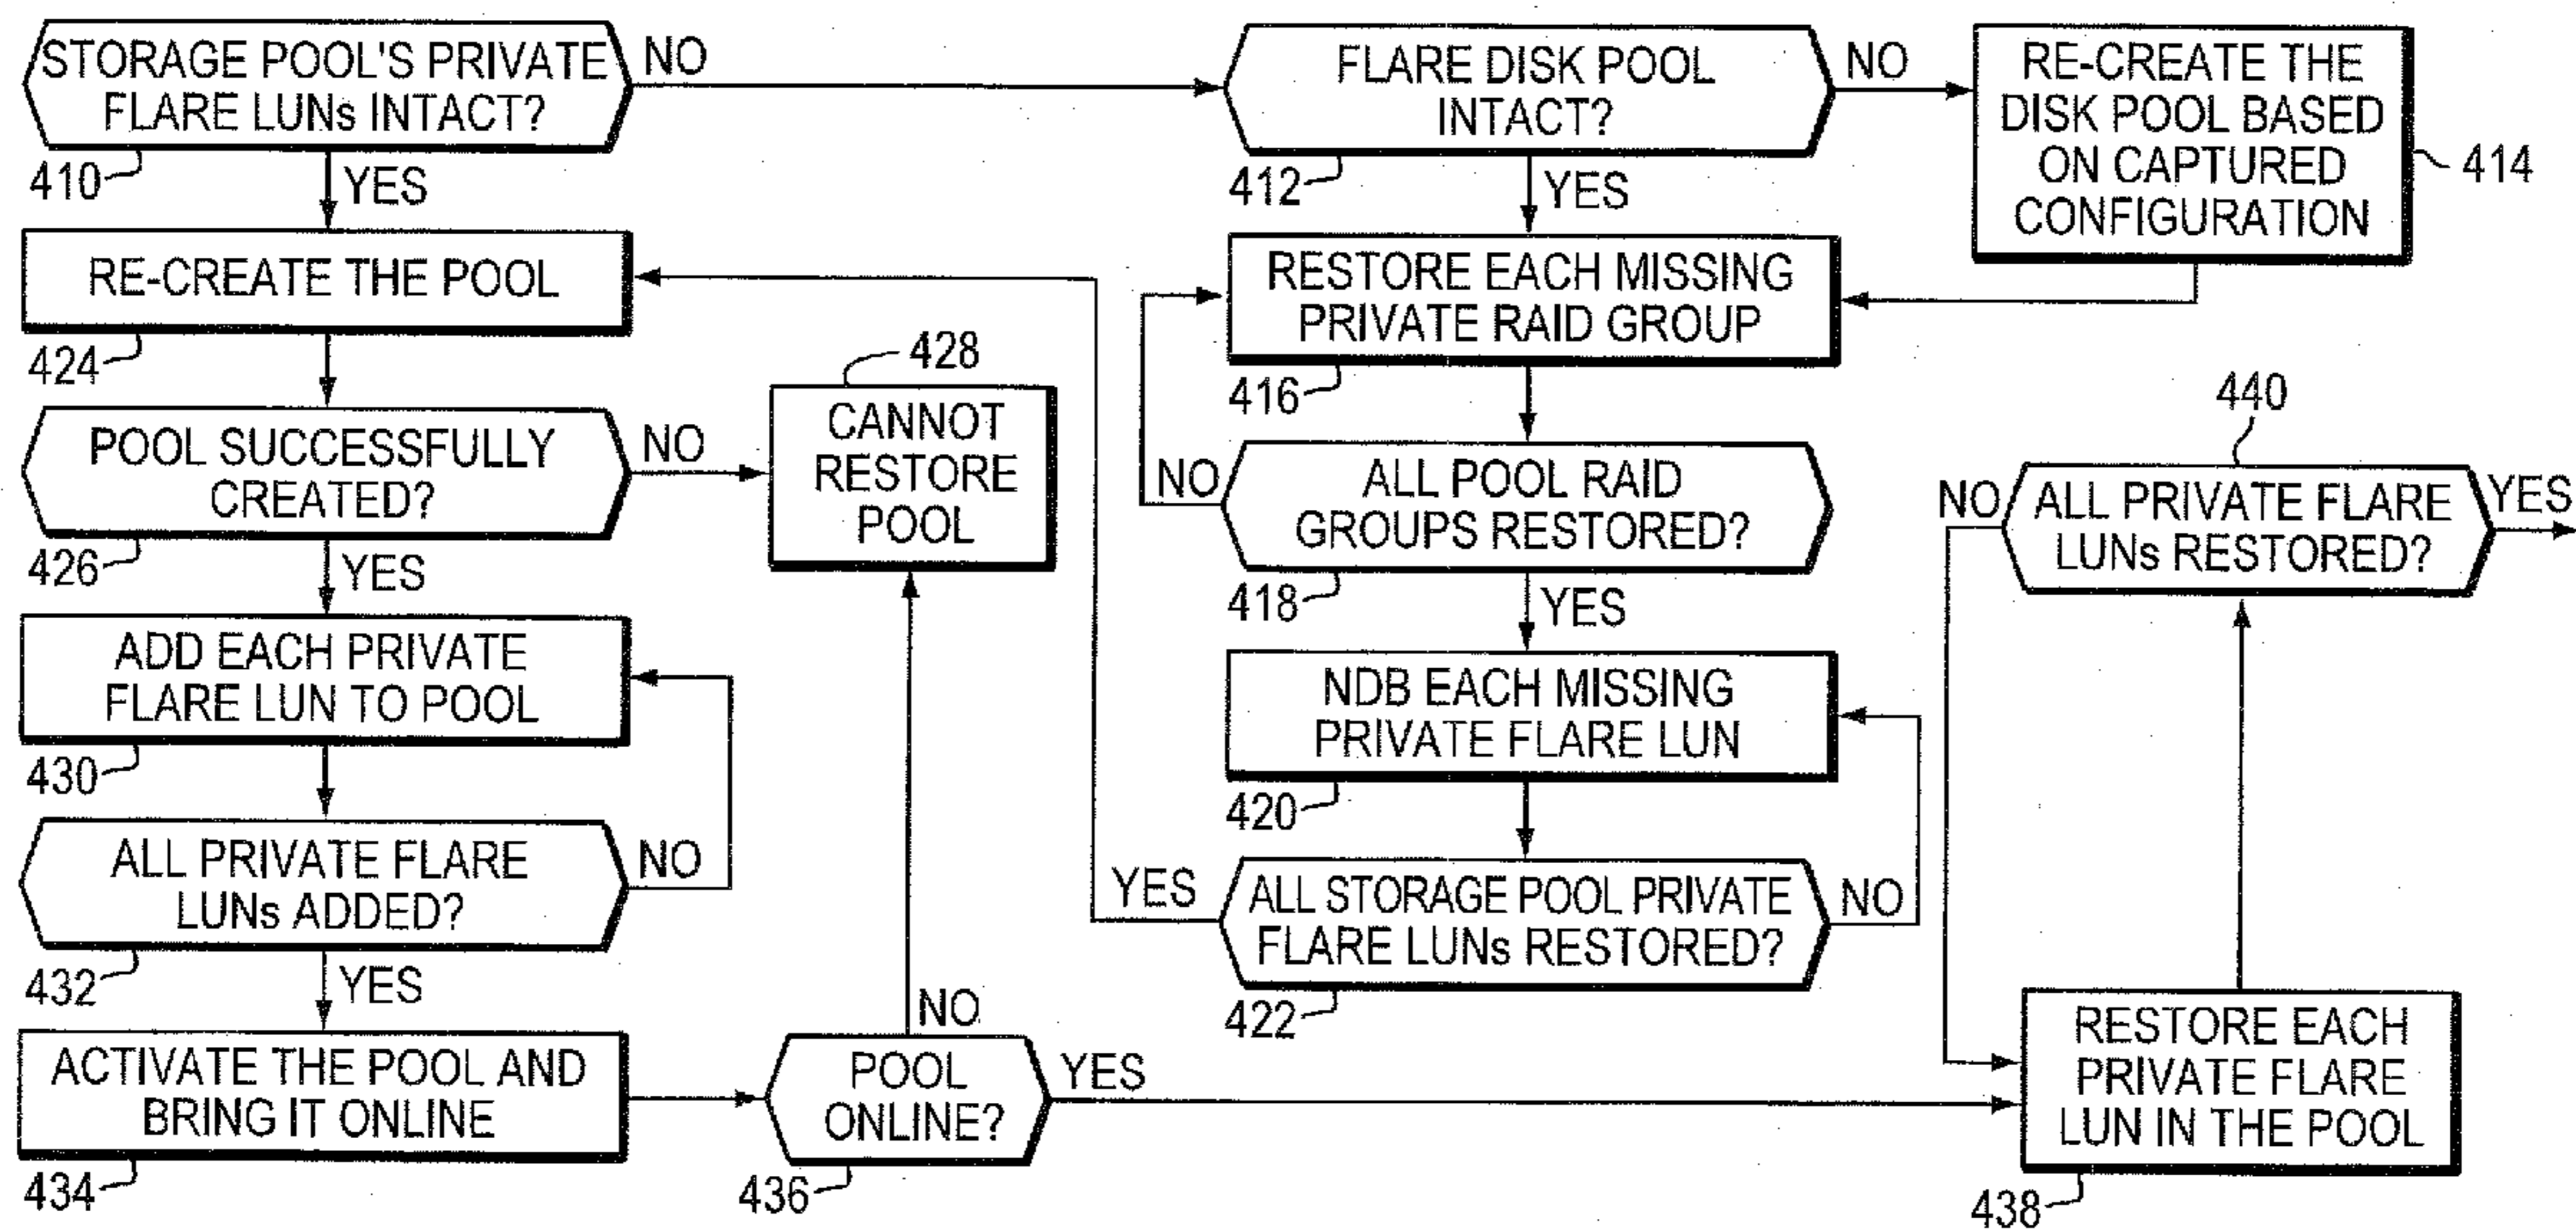 STORAGE POOL'S PRIVATE
FLARE LUNs INTACT?
NO
410
YES
FLARE DISK POOL
INTACT?
NO
412
YES
RE-CREATE THE
DISK POOL BASED
ON CAPTURED
CONFIGURATION
414
RE-CREATE THE POOL
424
RESTORE EACH MISSING
PRIVATE RAID GROUP
416
POOL SUCCESSFULLY
CREATED?
NO
426
YES
428
CANNOT
RESTORE
POOL
ALL POOL RAID
GROUPS RESTORED?
NO
418
YES
440
ALL PRIVATE FLARE
LUNs RESTORED?
NO
YES
ADD EACH PRIVATE
FLARE LUN TO POOL
430
NDB EACH MISSING
PRIVATE FLARE LUN
420
ALL PRIVATE FLARE
LUNs ADDED?
NO
432
YES
YES
ALL STORAGE POOL PRIVATE
FLARE LUNs RESTORED?
NO
422
ACTIVATE THE POOL AND
BRING IT ONLINE
434
NO
POOL
ONLINE?
YES
436
RESTORE EACH
PRIVATE FLARE
LUN IN THE POOL
438